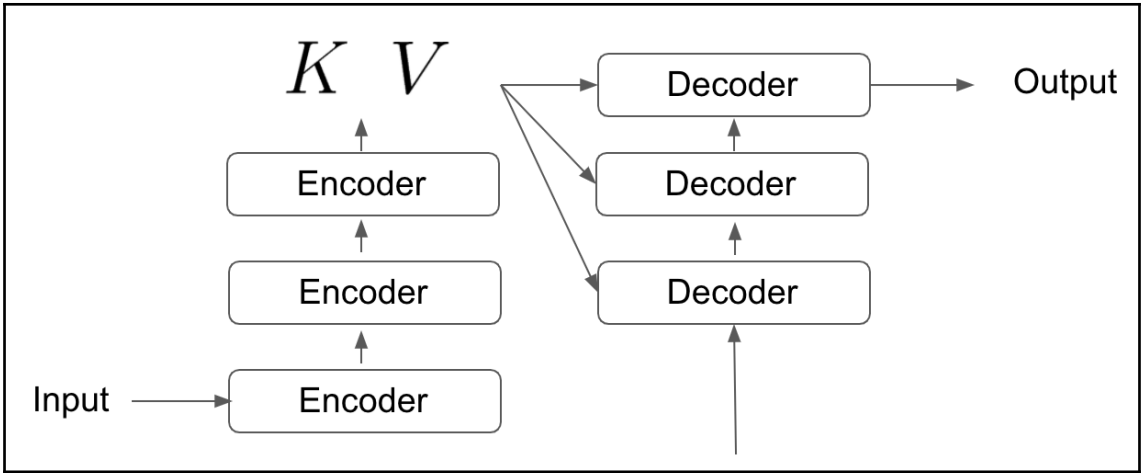 K V
Encoder
Encoder
Input
Encoder
Decoder
Output
Decoder
Decoder